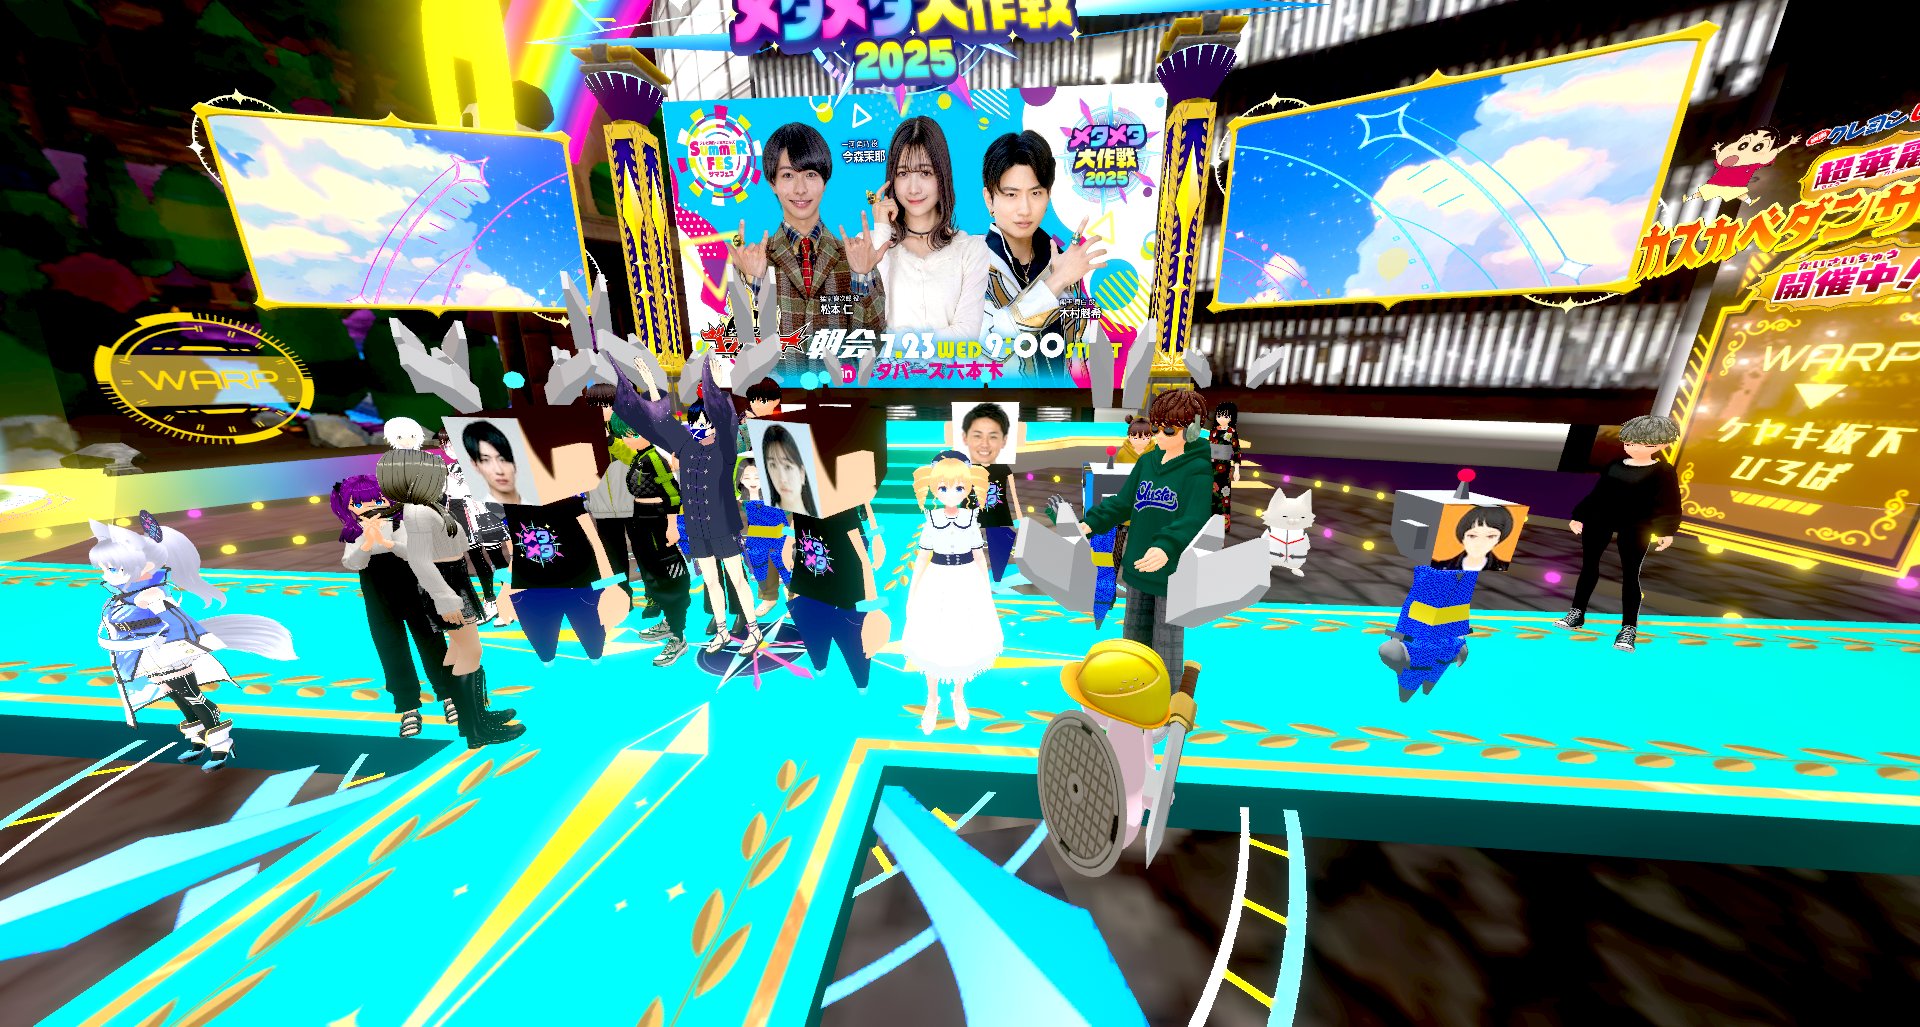 メタメタ大作戦
2025
SUMMER
FES
サマフェス
今森茉耶
メタメタ
大作戦
2025
松本 仁
木村魁希
朝会 7.23 WED 9:00 START
in メタバース六本木
WARP
クレヨン
超華麗
カスカベダンサ
かいさいちゅう
開催中!
WARP
ケヤキ坂下
ひろば
メタ
メタ
メタ
メタ
Cluster